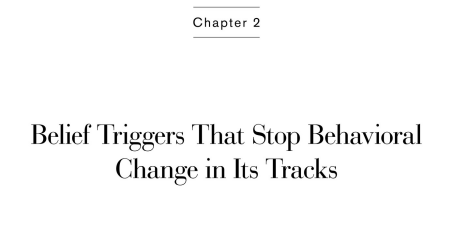 Chapter 2
Belief Triggers That Stop Behavioral
Change in Its Tracks